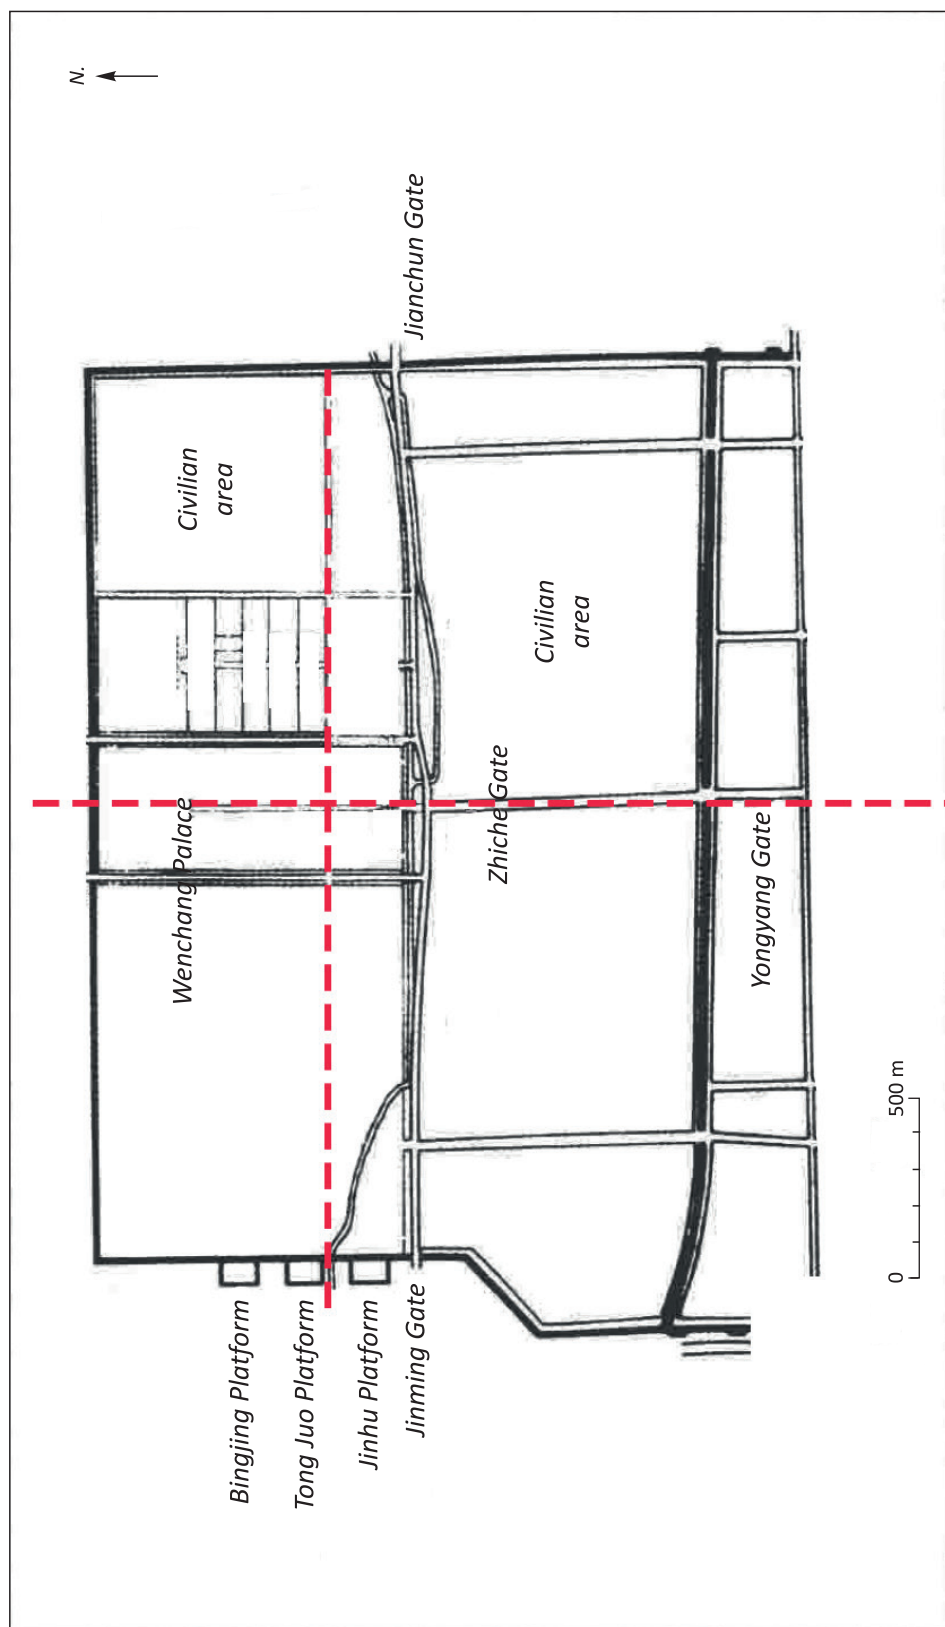 N.
Jianchun Gate
Civilian
area
Civilian
area
Wenchang Palace
Zhiche Gate
Yongyang Gate
Bingjing Platform
Tong Juo Platform
Jinhu Platform
Jinming Gate
0
500 m